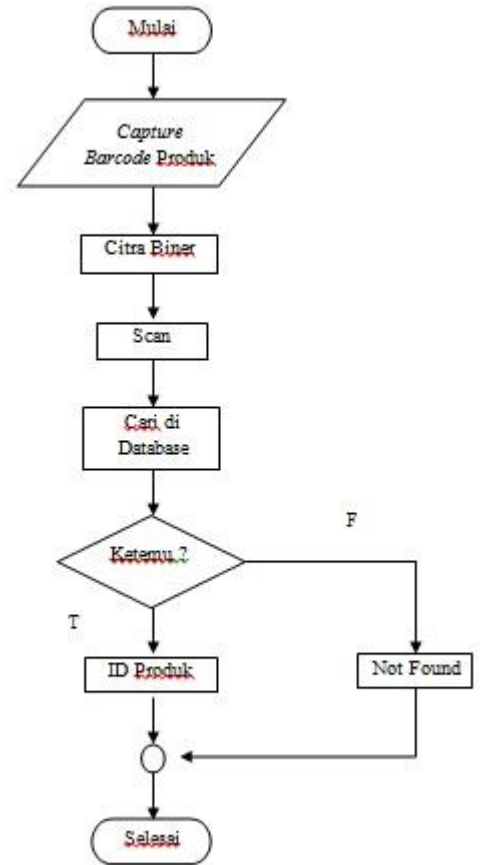 Mulai
Capture
Barcode Produk
Citra Biner
Scan
Cari di
Database
Ketemu ?
F
T
ID Produk
Not Found
Selesai